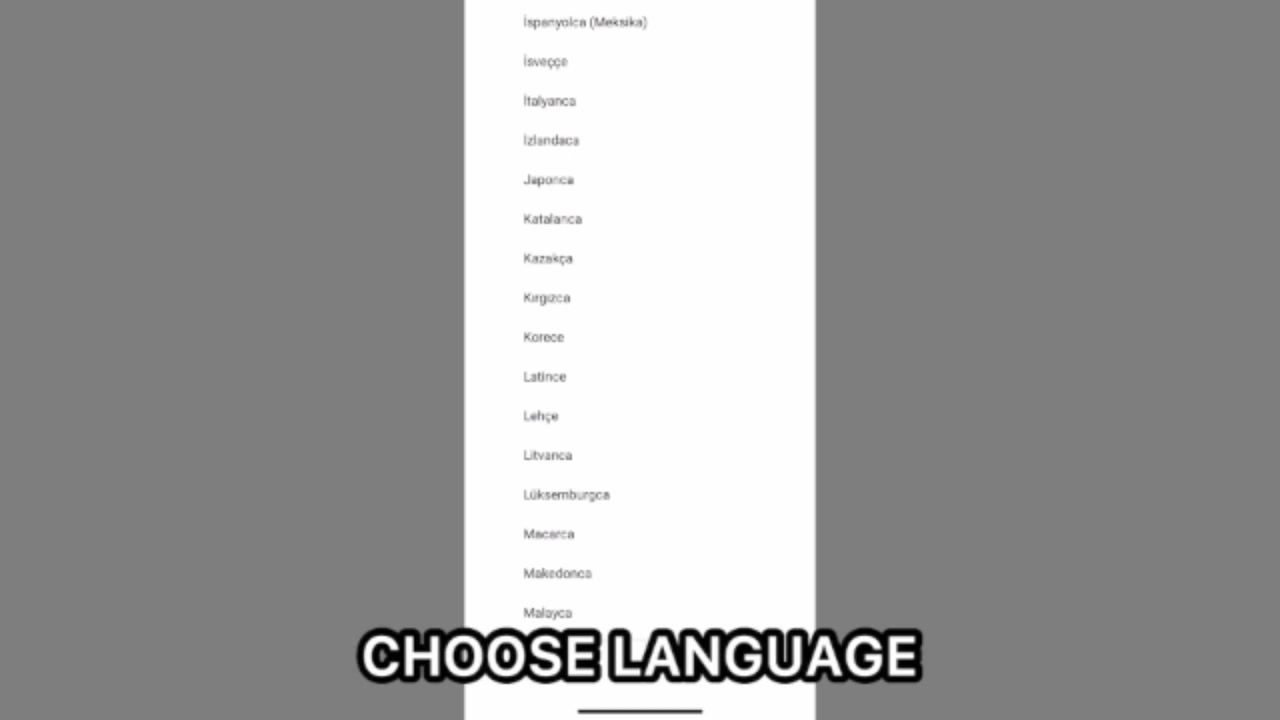 İspanyolca (Meksika)
İsveççe
İtalyanca
İzlandaca
Japonca
Katalanca
Kazakça
Kırgızca
Korece
Latince
Lehçe
Litvanca
Lüksemburgca
Macarca
Makedonca
Malayca
CHOOSE LANGUAGE